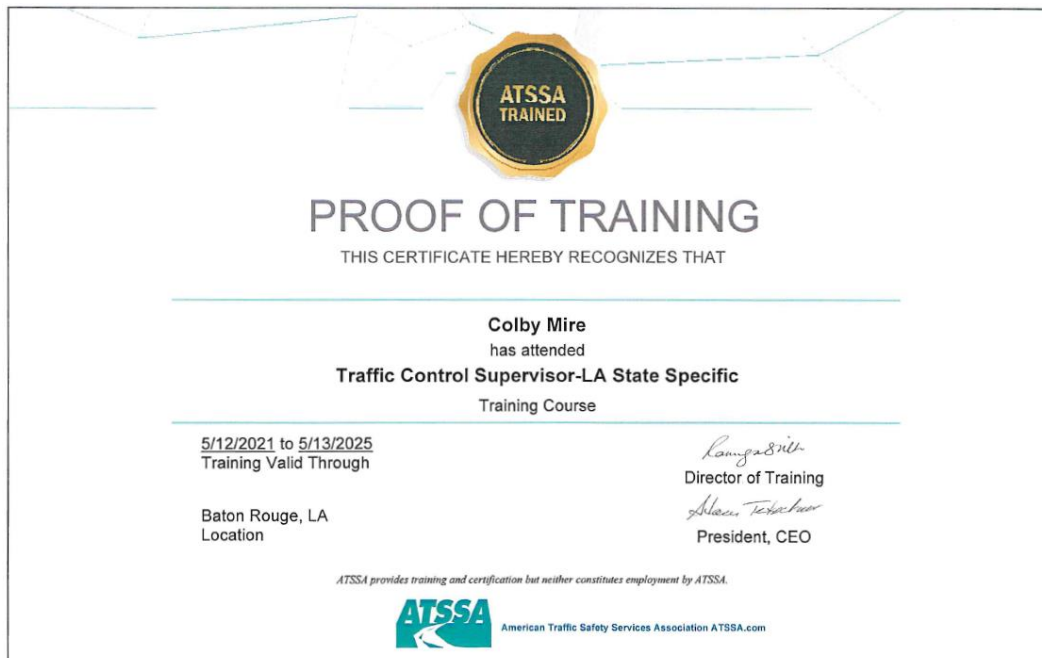 ATSSA
TRAINED
PROOF OF TRAINING
THIS CERTIFICATE HEREBY RECOGNIZES THAT
Colby Mire
has attended
Traffic Control Supervisor-LA State Specific
Training Course
5/12/2021 to 5/13/2025
Training Valid Through
Director of Training
Baton Rouge, LA
Location
President, CEO
ATSSA provides training and certification but neither constitutes employment by ATSSA.
ATSSA
American Traffic Safety Services Association ATSSA.com